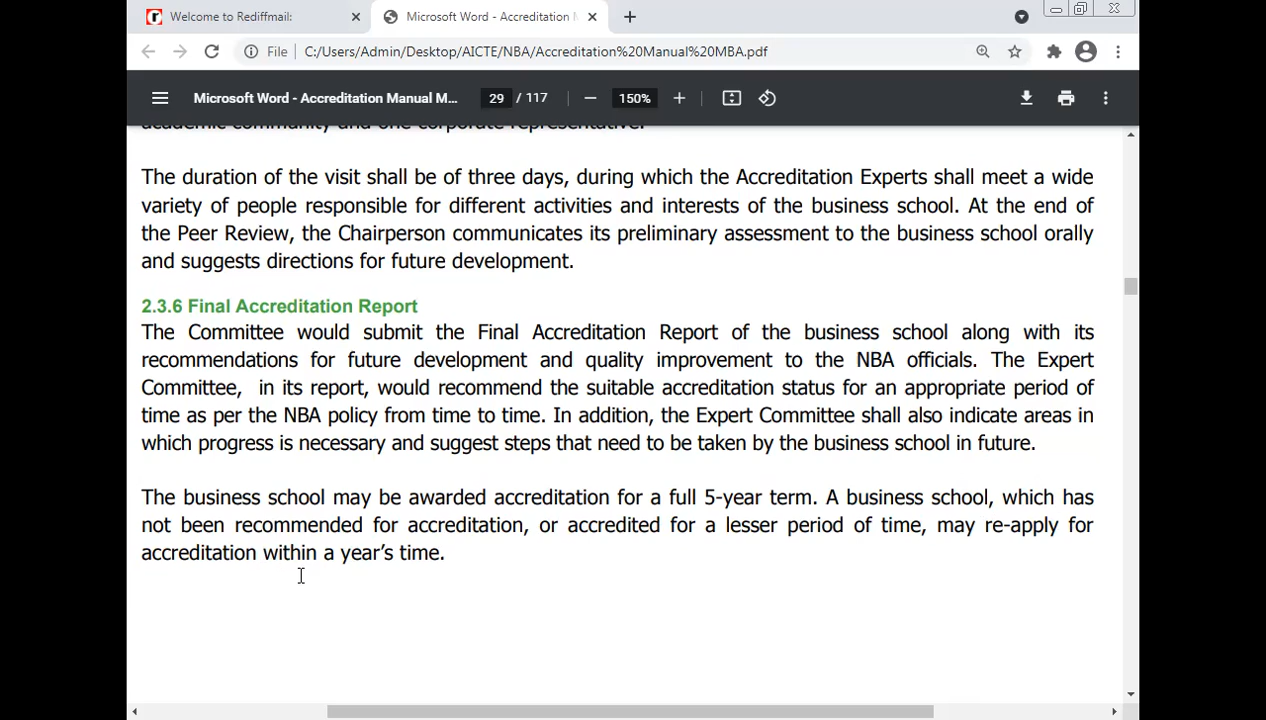 Welcome to Rediffmail:
Microsoft Word - Accreditation M
File
C:/Users/Admin/Desktop/AICTE/NBA/Accreditation%20Manual%20MBA.pdf
Microsoft Word - Accreditation Manual M... 29 / 117 150%
academic community and one corporate representative.
The duration of the visit shall be of three days, during which the Accreditation Experts shall meet a wide
variety of people responsible for different activities and interests of the business school. At the end of
the Peer Review, the Chairperson communicates its preliminary assessment to the business school orally
and suggests directions for future development.
2.3.6 Final Accreditation Report
The Committee would submit the Final Accreditation Report of the business school along with its
recommendations for future development and quality improvement to the NBA officials. The Expert
Committee, in its report, would recommend the suitable accreditation status for an appropriate period of
time as per the NBA policy from time to time. In addition, the Expert Committee shall also indicate areas in
which progress is necessary and suggest steps that need to be taken by the business school in future.
The business school may be awarded accreditation for a full 5-year term. A business school, which has
not been recommended for accreditation, or accredited for a lesser period of time, may re-apply for
accreditation within a year’s time.